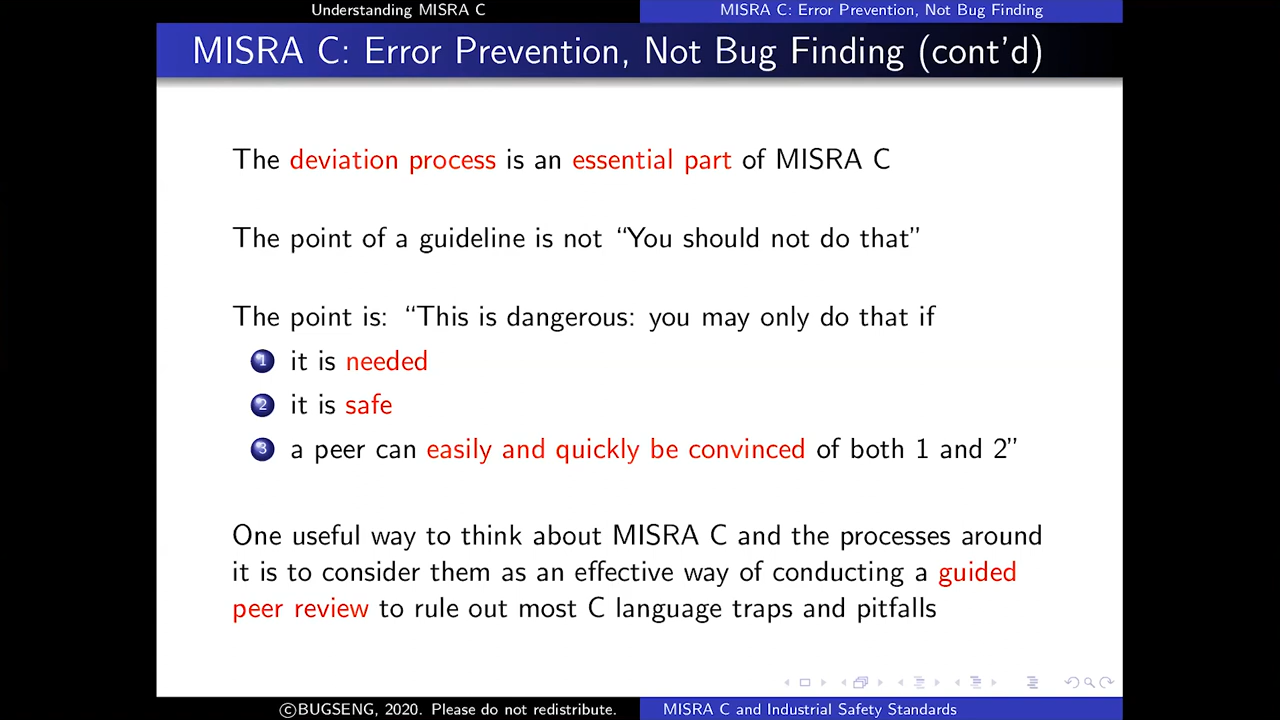 Understanding MISRA C
MISRA C: Error Prevention, Not Bug Finding
MISRA C: Error Prevention, Not Bug Finding (cont'd)
The deviation process is an essential part of MISRA C
The point of a guideline is not “You should not do that”
The point is: “This is dangerous: you may only do that if
1 it is needed
2 it is safe
3 a peer can easily and quickly be convinced of both 1 and 2”
One useful way to think about MISRA C and the processes around
it is to consider them as an effective way of conducting a guided
peer review to rule out most C language traps and pitfalls
©BUGSENG, 2020. Please do not redistribute.
MISRA C and Industrial Safety Standards